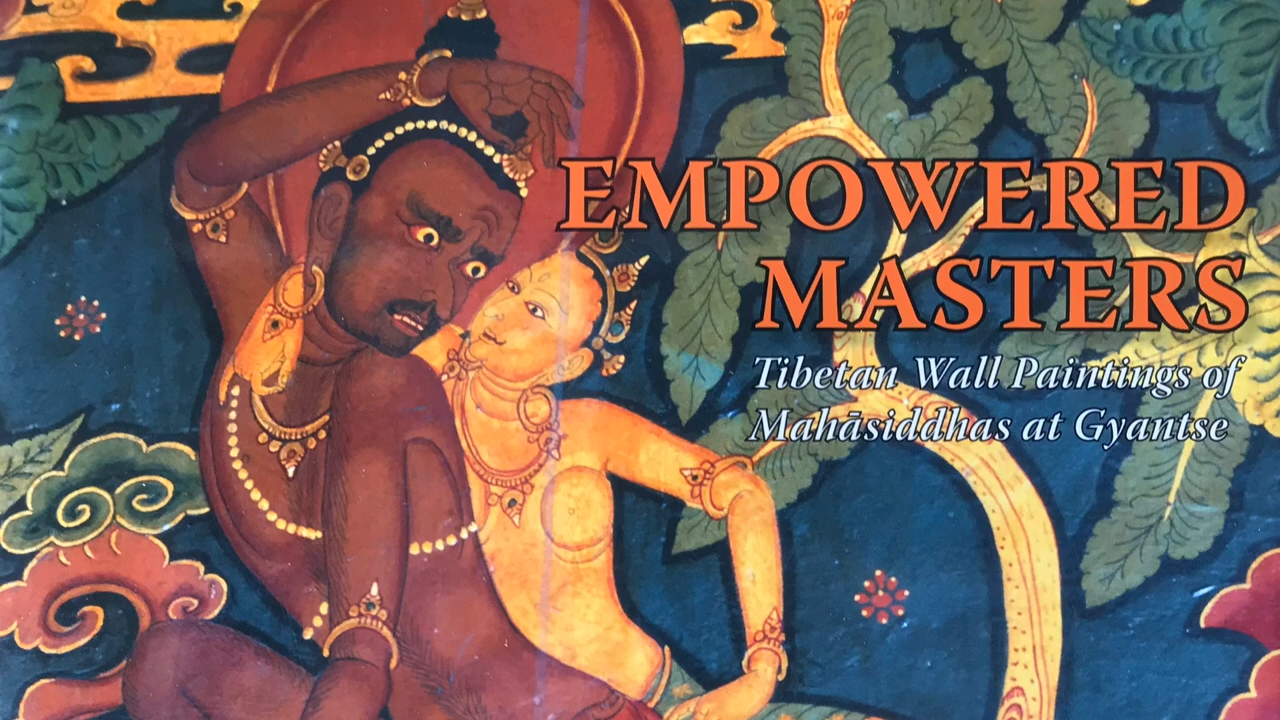 EMPOWERED
MASTERS
Tibetan Wall Paintings of
Mahāsiddhas at Gyantse